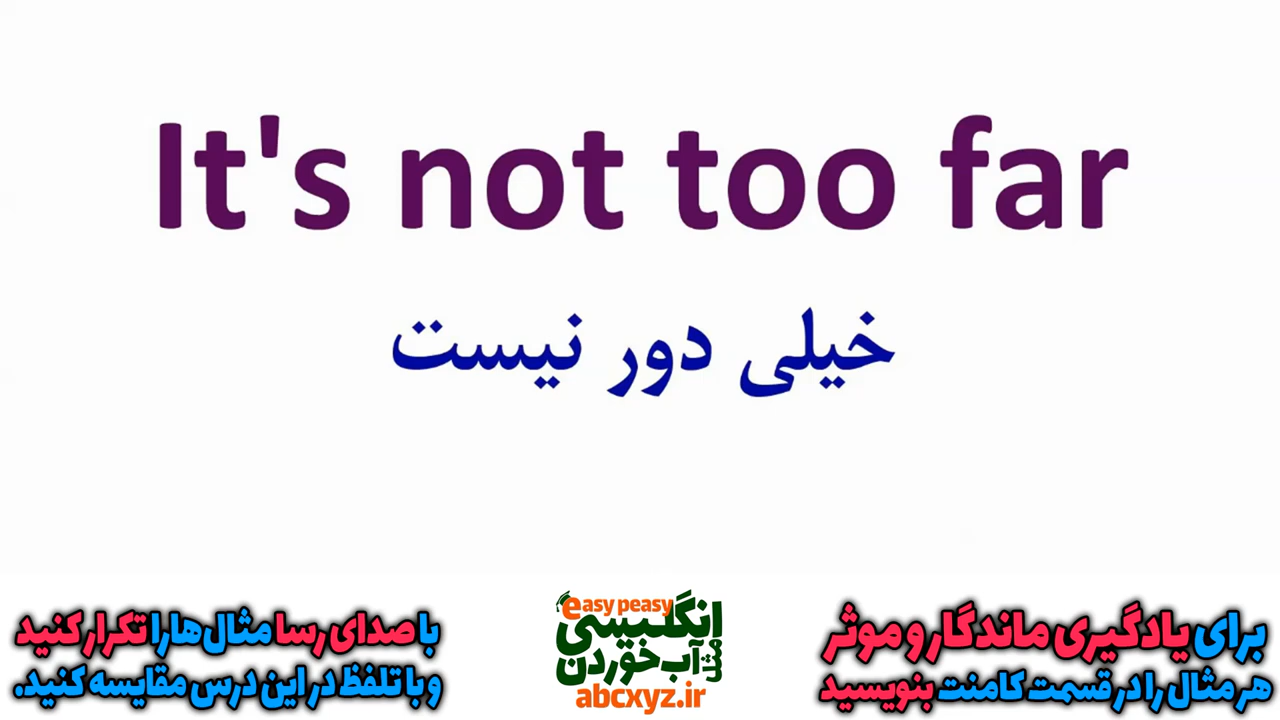 It's not too far
خیلی دور نیست
برای یادگیری ماندگار و موثر
هر مثال را در قسمت کامنت بنویسید
easy peasy
انگلیسی
مثل
آب خوردن
abcxyz.ir
با صدای رسا مثال‌ها را تکرار کنید
و با تلفظ در این درس مقایسه کنید.